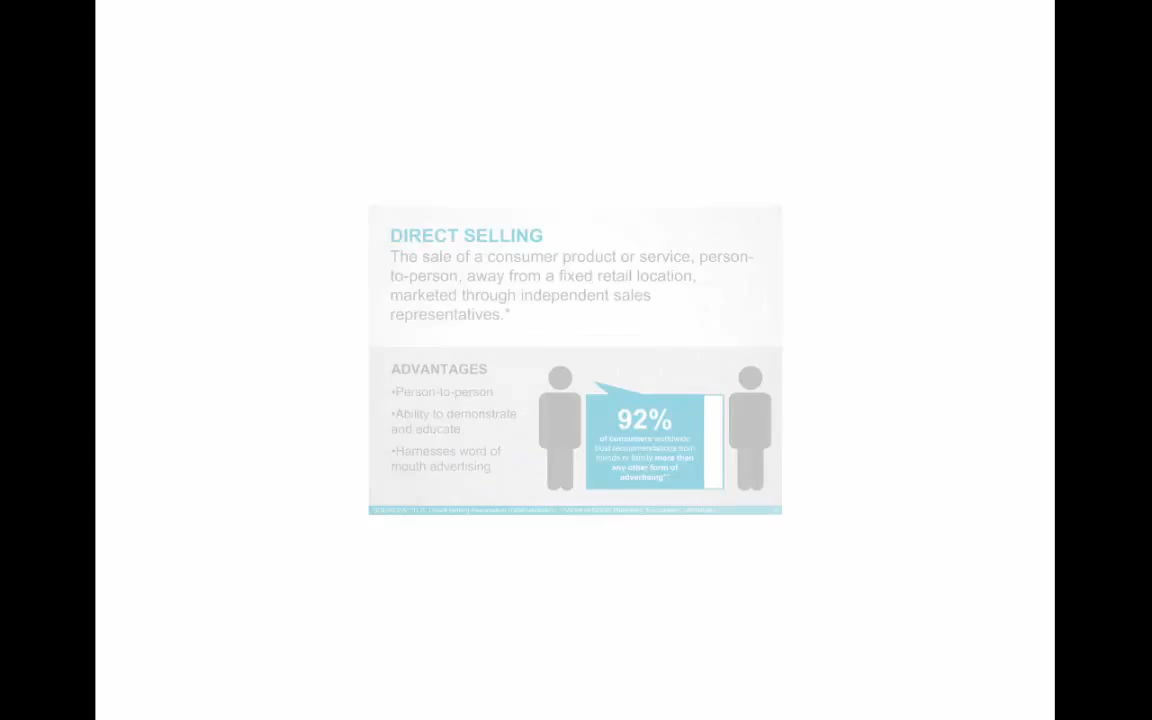 DIRECT SELLING
The sale of a consumer product or service, person-
to-person, away from a fixed retail location,
marketed through independent sales
representatives.*
ADVANTAGES
•Person-to-person
•Ability to demonstrate
and educate
•Harnesses word of
mouth advertising
92%
of consumers worldwide
trust recommendations from
friends or family more than
any other form of
advertising**